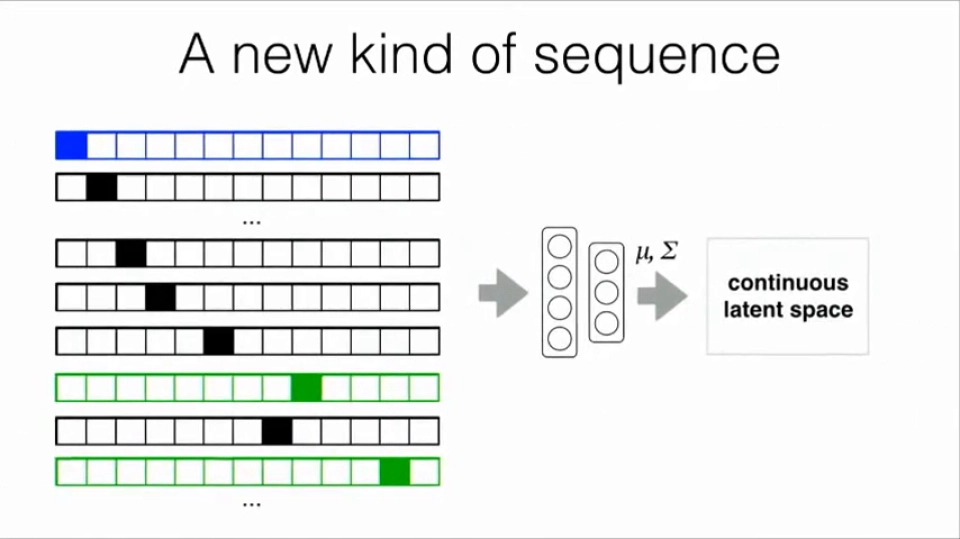 A new kind of sequence
...
μ, Σ
continuous
latent space
...